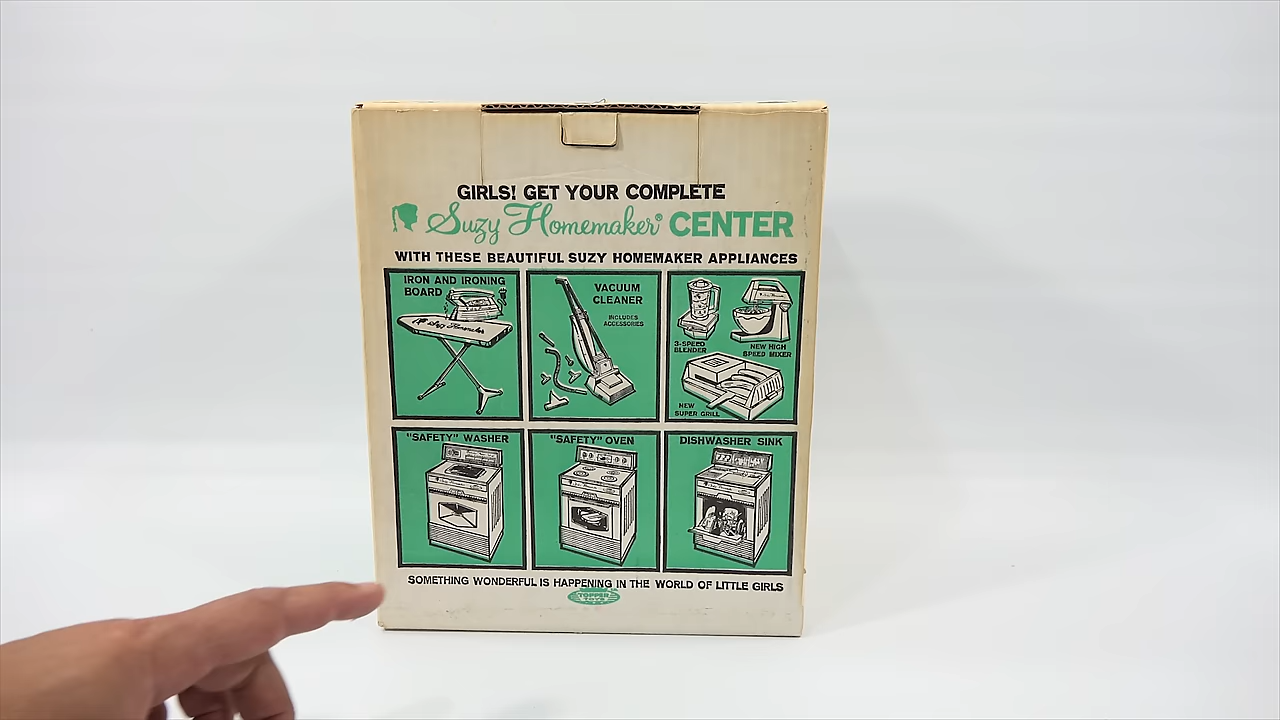 GIRLS! GET YOUR COMPLETE
Suzy Homemaker® CENTER
WITH THESE BEAUTIFUL SUZY HOMEMAKER APPLIANCES
IRON AND IRONING
BOARD
Suzy Homemaker
VACUUM
CLEANER
INCLUDES
ACCESSORIES
3-SPEED
BLENDER
NEW HIGH
SPEED MIXER
NEW
SUPER GRILL
"SAFETY" WASHER
"SAFETY" OVEN
DISHWASHER SINK
SOMETHING WONDERFUL IS HAPPENING IN THE WORLD OF LITTLE GIRLS
TOPPER
TOYS